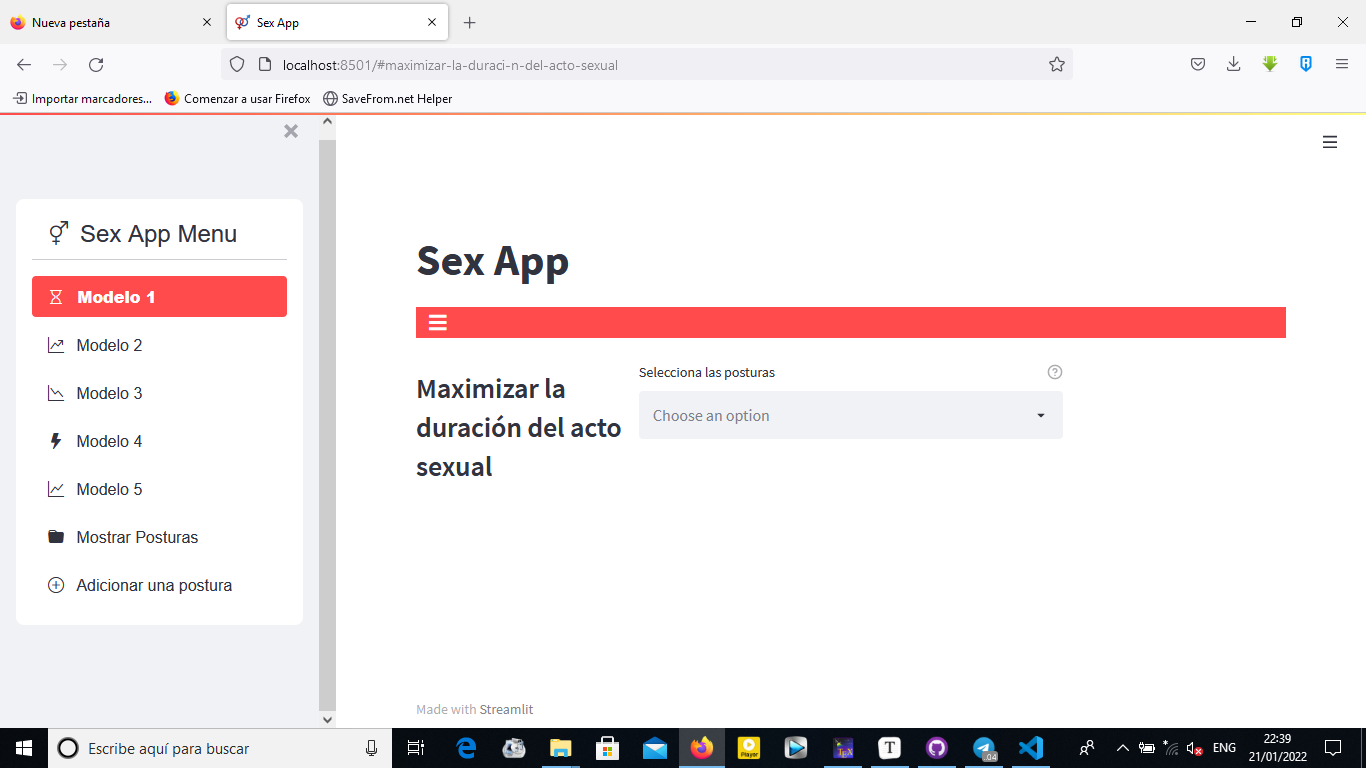 Nueva pestaña
Sex App
localhost:8501/#maximizar-la-duraci-n-del-acto-sexual
Importar marcadores...
Comenzar a usar Firefox
SaveFrom.net Helper
Sex App Menu
Modelo 1
Modelo 2
Modelo 3
Modelo 4
Modelo 5
Mostrar Posturas
Adicionar una postura
Sex App
Maximizar la
duración del acto
sexual
Selecciona las posturas
Choose an option
Made with Streamlit
Escribe aquí para buscar
Player
TEX
T
.04
ENG
22:39
21/01/2022